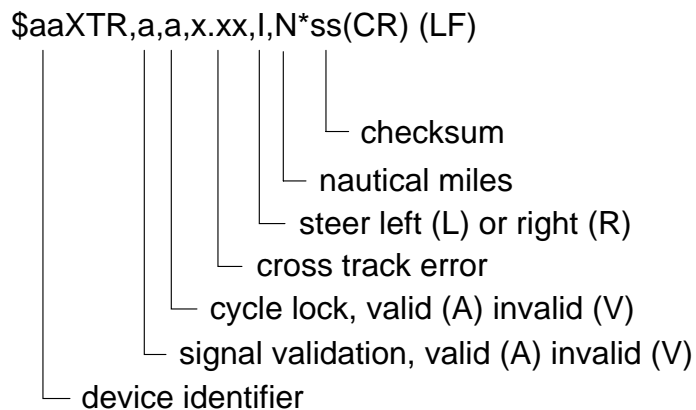 $aaXTR,a,a,x.xx,l,N*ss(CR) (LF)
checksum
nautical miles
steer left (L) or right (R)
cross track error
cycle lock, valid (A) invalid (V)
signal validation, valid (A) invalid (V)
device identifier